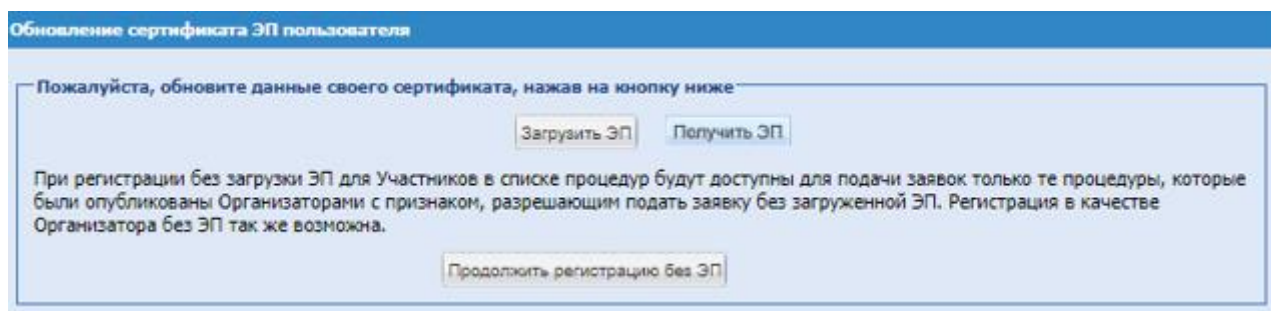 Обновление сертификата ЭП пользователя
Пожалуйста, обновите данные своего сертификата, нажав на кнопку ниже
Загрузить ЭП Получить ЭП
При регистрации без загрузки ЭП для Участников в списке процедур будут доступны для подачи заявок только те процедуры, которые
были опубликованы Организаторами с признаком, разрешающим подать заявку без загруженной ЭП. Регистрация в качестве
Организатора без ЭП так же возможна.
Продолжить регистрацию без ЭП